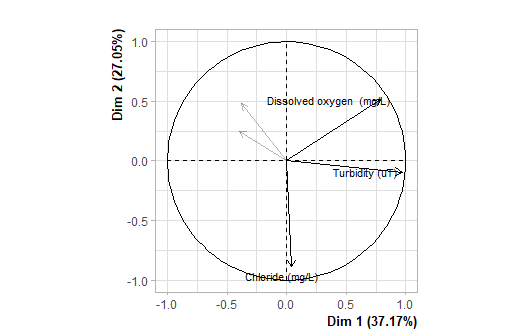 Dim 2 (27.05%)
1.0
0.5
0.0
-0.5
-1.0
Dissolved oxygen (mg/L)
Turbidity (uT)
Chloride (mg/L)
-1.0
-0.5
0.0
0.5
1.0
Dim 1 (37.17%)